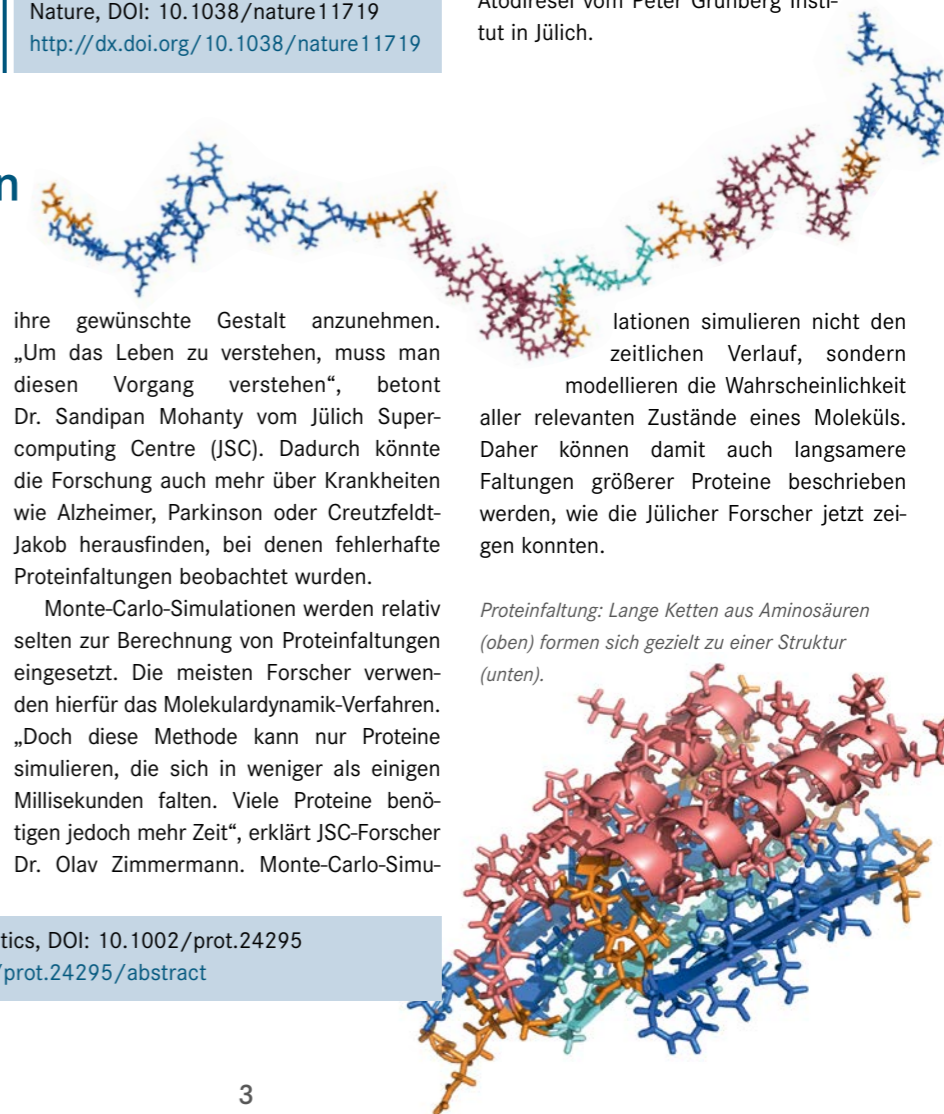 Nature, DOI: 10.1038/nature11719
http://dx.doi.org/10.1038/nature11719
tut in Jülich.
n
ihre gewünschte Gestalt anzunehmen.
„Um das Leben zu verstehen, muss man
diesen Vorgang verstehen“, betont
Dr. Sandipan Mohanty vom Jülich Super-
computing Centre (JSC). Dadurch könnte
die Forschung auch mehr über Krankheiten
wie Alzheimer, Parkinson oder Creutzfeldt-
Jakob herausfinden, bei denen fehlerhafte
Proteinfaltungen beobachtet wurden.
Monte-Carlo-Simulationen werden relativ
selten zur Berechnung von Proteinfaltungen
eingesetzt. Die meisten Forscher verwen-
den hierfür das Molekulardynamik-Verfahren.
„Doch diese Methode kann nur Proteine
simulieren, die sich in weniger als einigen
Millisekunden falten. Viele Proteine benö-
tigen jedoch mehr Zeit“, erklärt JSC-Forscher
Dr. Olav Zimmermann. Monte-Carlo-Simu-
lationen simulieren nicht den
zeitlichen Verlauf, sondern
modellieren die Wahrscheinlichkeit
aller relevanten Zustände eines Moleküls.
Daher können damit auch langsamere
Faltungen größerer Proteine beschrieben
werden, wie die Jülicher Forscher jetzt zei-
gen konnten.
Proteinfaltung: Lange Ketten aus Aminosäuren
(oben) formen sich gezielt zu einer Struktur
(unten).
tics, DOI: 10.1002/prot.24295
/prot.24295/abstract
3